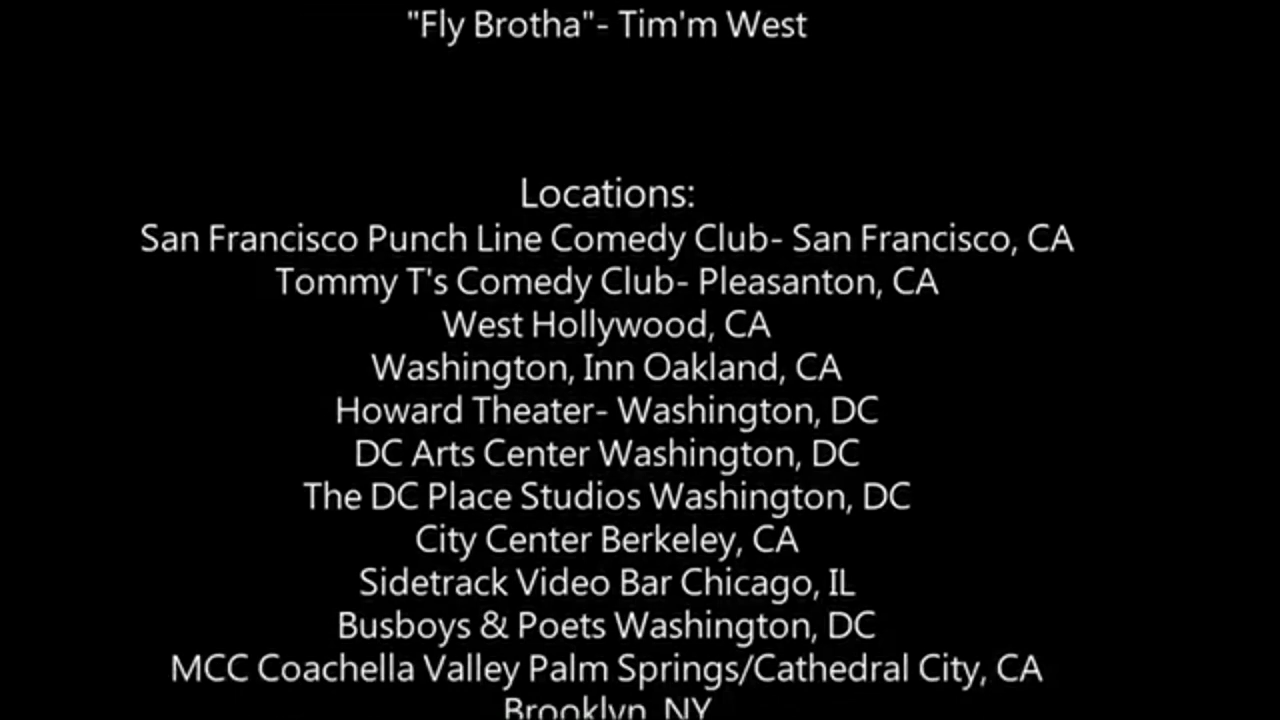 "Fly Brotha"- Tim'm West
Locations:
San Francisco Punch Line Comedy Club- San Francisco, CA
Tommy T's Comedy Club- Pleasanton, CA
West Hollywood, CA
Washington, Inn Oakland, CA
Howard Theater- Washington, DC
DC Arts Center Washington, DC
The DC Place Studios Washington, DC
City Center Berkeley, CA
Sidetrack Video Bar Chicago, IL
Busboys & Poets Washington, DC
MCC Coachella Valley Palm Springs/Cathedral City, CA
Brooklyn, NY